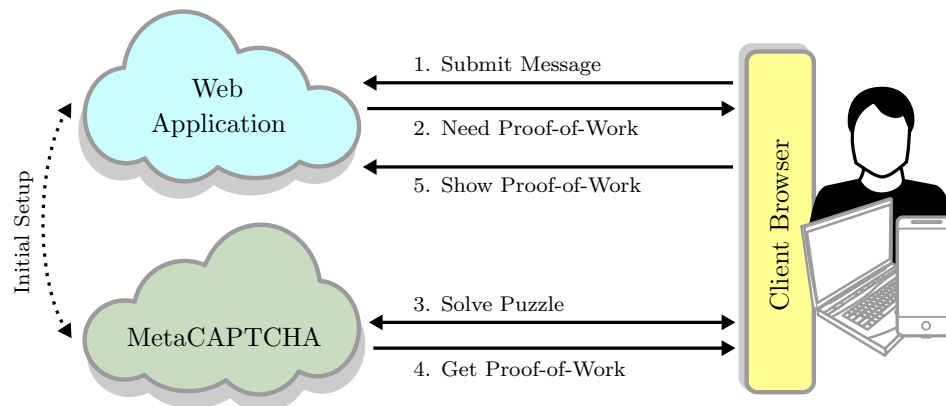 Web
Application
1. Submit Message
2. Need Proof-of-Work
5. Show Proof-of-Work
Initial Setup
MetaCAPTCHA
3. Solve Puzzle
4. Get Proof-of-Work
Client Browser